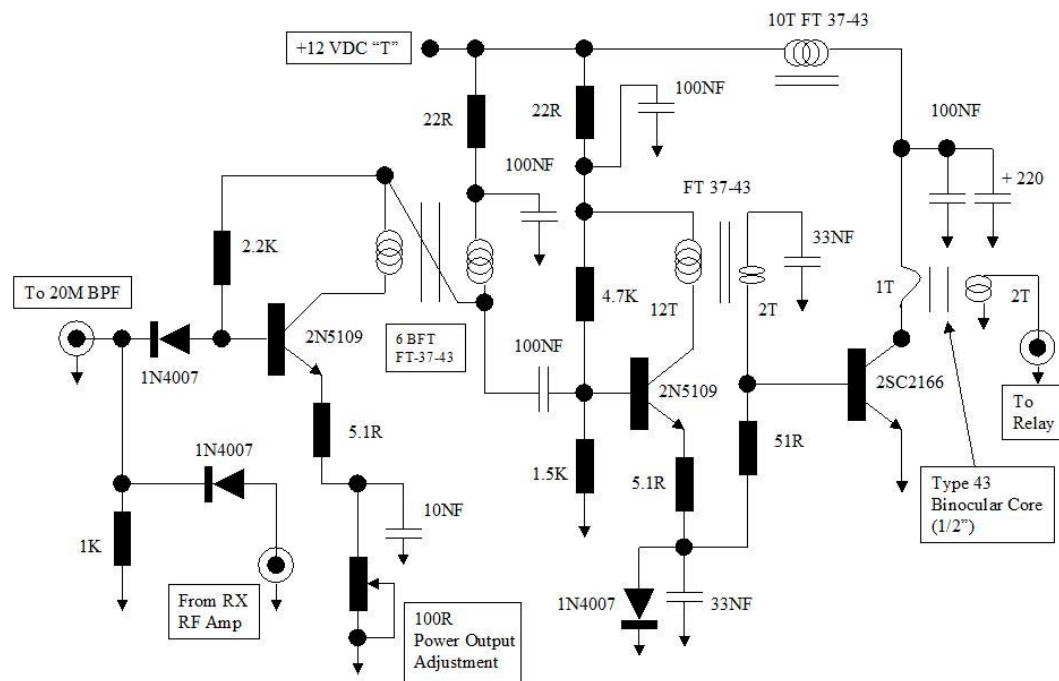 10T FT 37-43
+12 VDC “T”
100NF
100NF
22R
22R
100NF
FT 37-43
+ 220
2.2K
33NF
To 20M BPF
4.7K
1T
2T
12T
2T
2N5109
6 BFT
FT-37-43
100NF
1N4007
2N5109
2SC2166
To
Relay
5.1R
51R
1N4007
1.5K
5.1R
Type 43
Binocular Core
(1/2”)
10NF
1K
1N4007
33NF
From RX
RF Amp
100R
Power Output
Adjustment